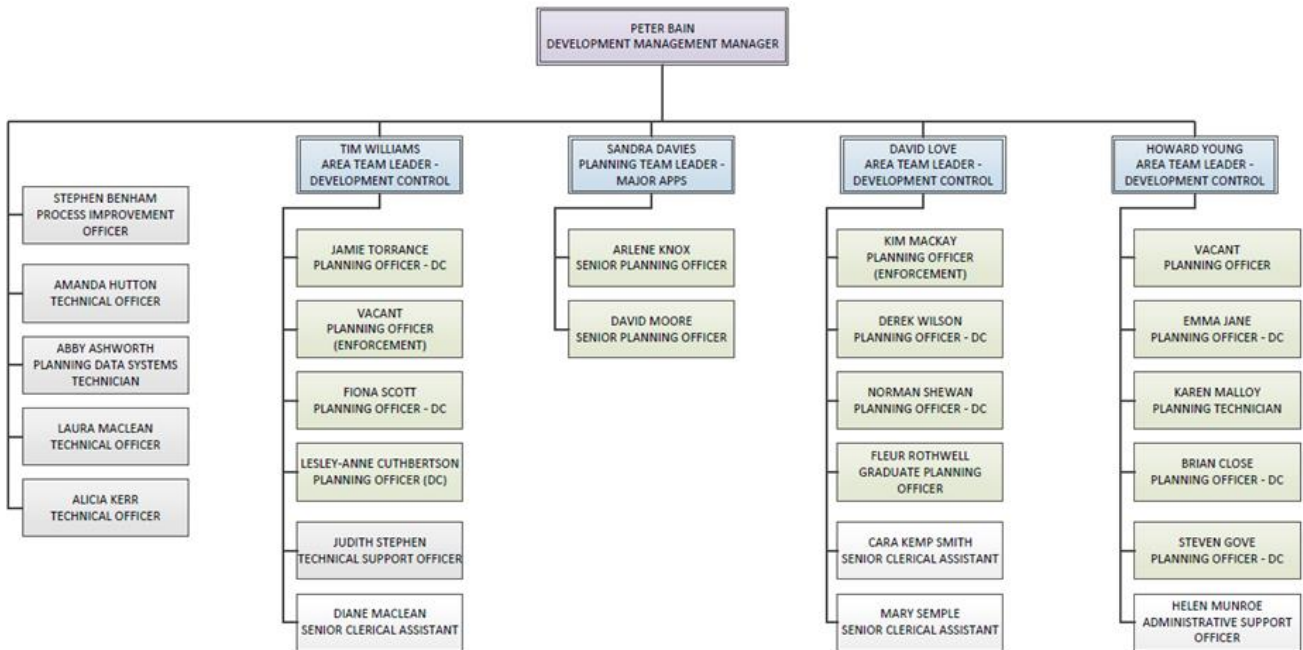 PETER BAIN
DEVELOPMENT MANAGEMENT MANAGER
STEPHEN BENHAM
PROCESS IMPROVEMENT
OFFICER
AMANDA HUTTON
TECHNICAL OFFICER
ABBY ASHWORTH
PLANNING DATA SYSTEMS
TECHNICIAN
LAURA MACLEAN
TECHNICAL OFFICER
ALICIA KERR
TECHNICAL OFFICER
TIM WILLIAMS
AREA TEAM LEADER -
DEVELOPMENT CONTROL
JAMIE TORRANCE
PLANNING OFFICER - DC
VACANT
PLANNING OFFICER
(ENFORCEMENT)
FIONA SCOTT
PLANNING OFFICER - DC
LESLEY-ANNE CUTHBERTSON
PLANNING OFFICER (DC)
JUDITH STEPHEN
TECHNICAL SUPPORT OFFICER
DIANE MACLEAN
SENIOR CLERICAL ASSISTANT
SANDRA DAVIES
PLANNING TEAM LEADER -
MAJOR APPS
ARLENE KNOX
SENIOR PLANNING OFFICER
DAVID MOORE
SENIOR PLANNING OFFICER
DAVID LOVE
AREA TEAM LEADER -
DEVELOPMENT CONTROL
KIM MACKAY
PLANNING OFFICER
(ENFORCEMENT)
DEREK WILSON
PLANNING OFFICER - DC
NORMAN SHEWAN
PLANNING OFFICER - DC
FLEUR ROTHWELL
GRADUATE PLANNING
OFFICER
CARA KEMP SMITH
SENIOR CLERICAL ASSISTANT
MARY SEMPLE
SENIOR CLERICAL ASSISTANT
HOWARD YOUNG
AREA TEAM LEADER -
DEVELOPMENT CONTROL
VACANT
PLANNING OFFICER
EMMA JANE
PLANNING OFFICER - DC
KAREN MALLOY
PLANNING TECHNICIAN
BRIAN CLOSE
PLANNING OFFICER - DC
STEVEN GOVE
PLANNING OFFICER - DC
HELEN MUNROE
ADMINISTRATIVE SUPPORT
OFFICER